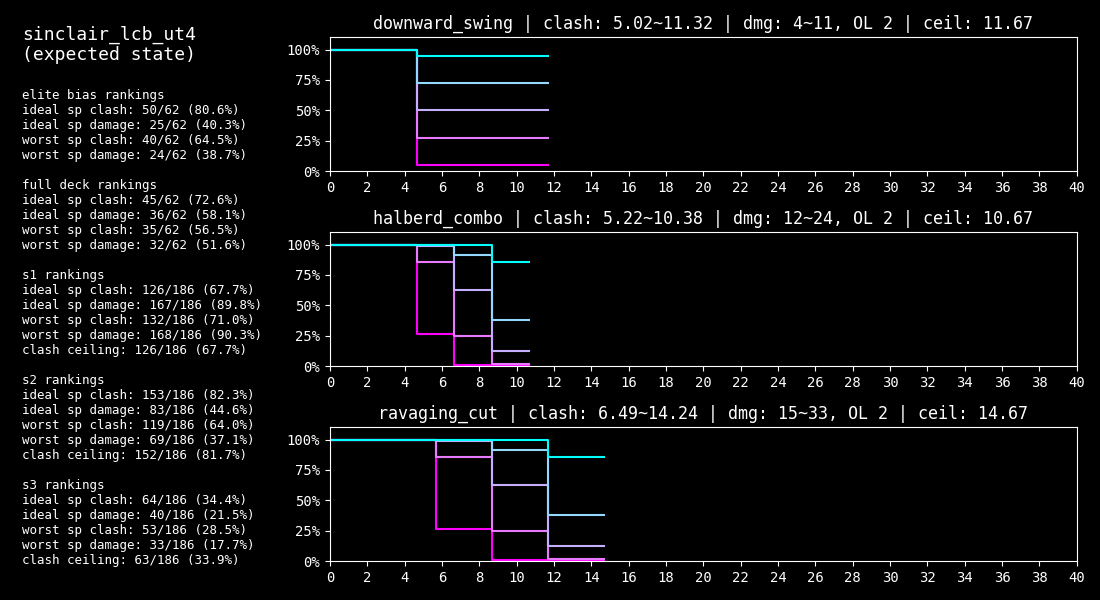 sinclair_lcb_ut4
(expected state)
elite bias rankings
ideal sp clash: 50/62 (80.6%)
ideal sp damage: 25/62 (40.3%)
worst sp clash: 40/62 (64.5%)
worst sp damage: 24/62 (38.7%)
full deck rankings
ideal sp clash: 45/62 (72.6%)
ideal sp damage: 36/62 (58.1%)
worst sp clash: 35/62 (56.5%)
worst sp damage: 32/62 (51.6%)
s1 rankings
ideal sp clash: 126/186 (67.7%)
ideal sp damage: 167/186 (89.8%)
worst sp clash: 132/186 (71.0%)
worst sp damage: 168/186 (90.3%)
clash ceiling: 126/186 (67.7%)
s2 rankings
ideal sp clash: 153/186 (82.3%)
ideal sp damage: 83/186 (44.6%)
worst sp clash: 119/186 (64.0%)
worst sp damage: 69/186 (37.1%)
clash ceiling: 152/186 (81.7%)
s3 rankings
ideal sp clash: 64/186 (34.4%)
ideal sp damage: 40/186 (21.5%)
worst sp clash: 53/186 (28.5%)
worst sp damage: 33/186 (17.7%)
clash ceiling: 63/186 (33.9%)
downward_swing | clash: 5.02~11.32 | dmg: 4~11, OL 2 | ceil: 11.67
100%
75%
50%
25%
0%
0 2 4 6 8 10 12 14 16 18 20 22 24 26 28 30 32 34 36 38 40
halberd_combo | clash: 5.22~10.38 | dmg: 12~24, OL 2 | ceil: 10.67
100%
75%
50%
25%
0%
0 2 4 6 8 10 12 14 16 18 20 22 24 26 28 30 32 34 36 38 40
ravaging_cut | clash: 6.49~14.24 | dmg: 15~33, OL 2 | ceil: 14.67
100%
75%
50%
25%
0%
0 2 4 6 8 10 12 14 16 18 20 22 24 26 28 30 32 34 36 38 40